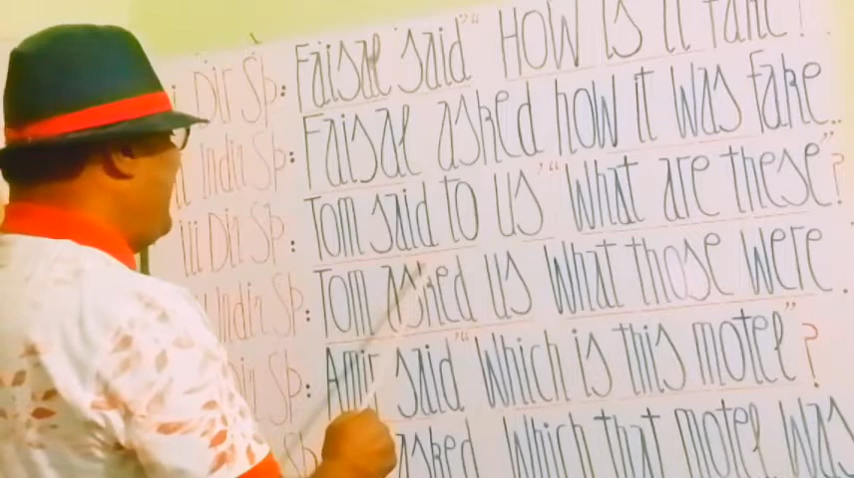 Dir Sp: Faisal said "How is it fake?
Indir Sp: Faisal asked how it was fake..
iii Dir Sp: Tom said to us "What are these"?
Indir Sp: Tom asked us what those were.
Sp: Amir said "which is this motel"?
asked which that motel was